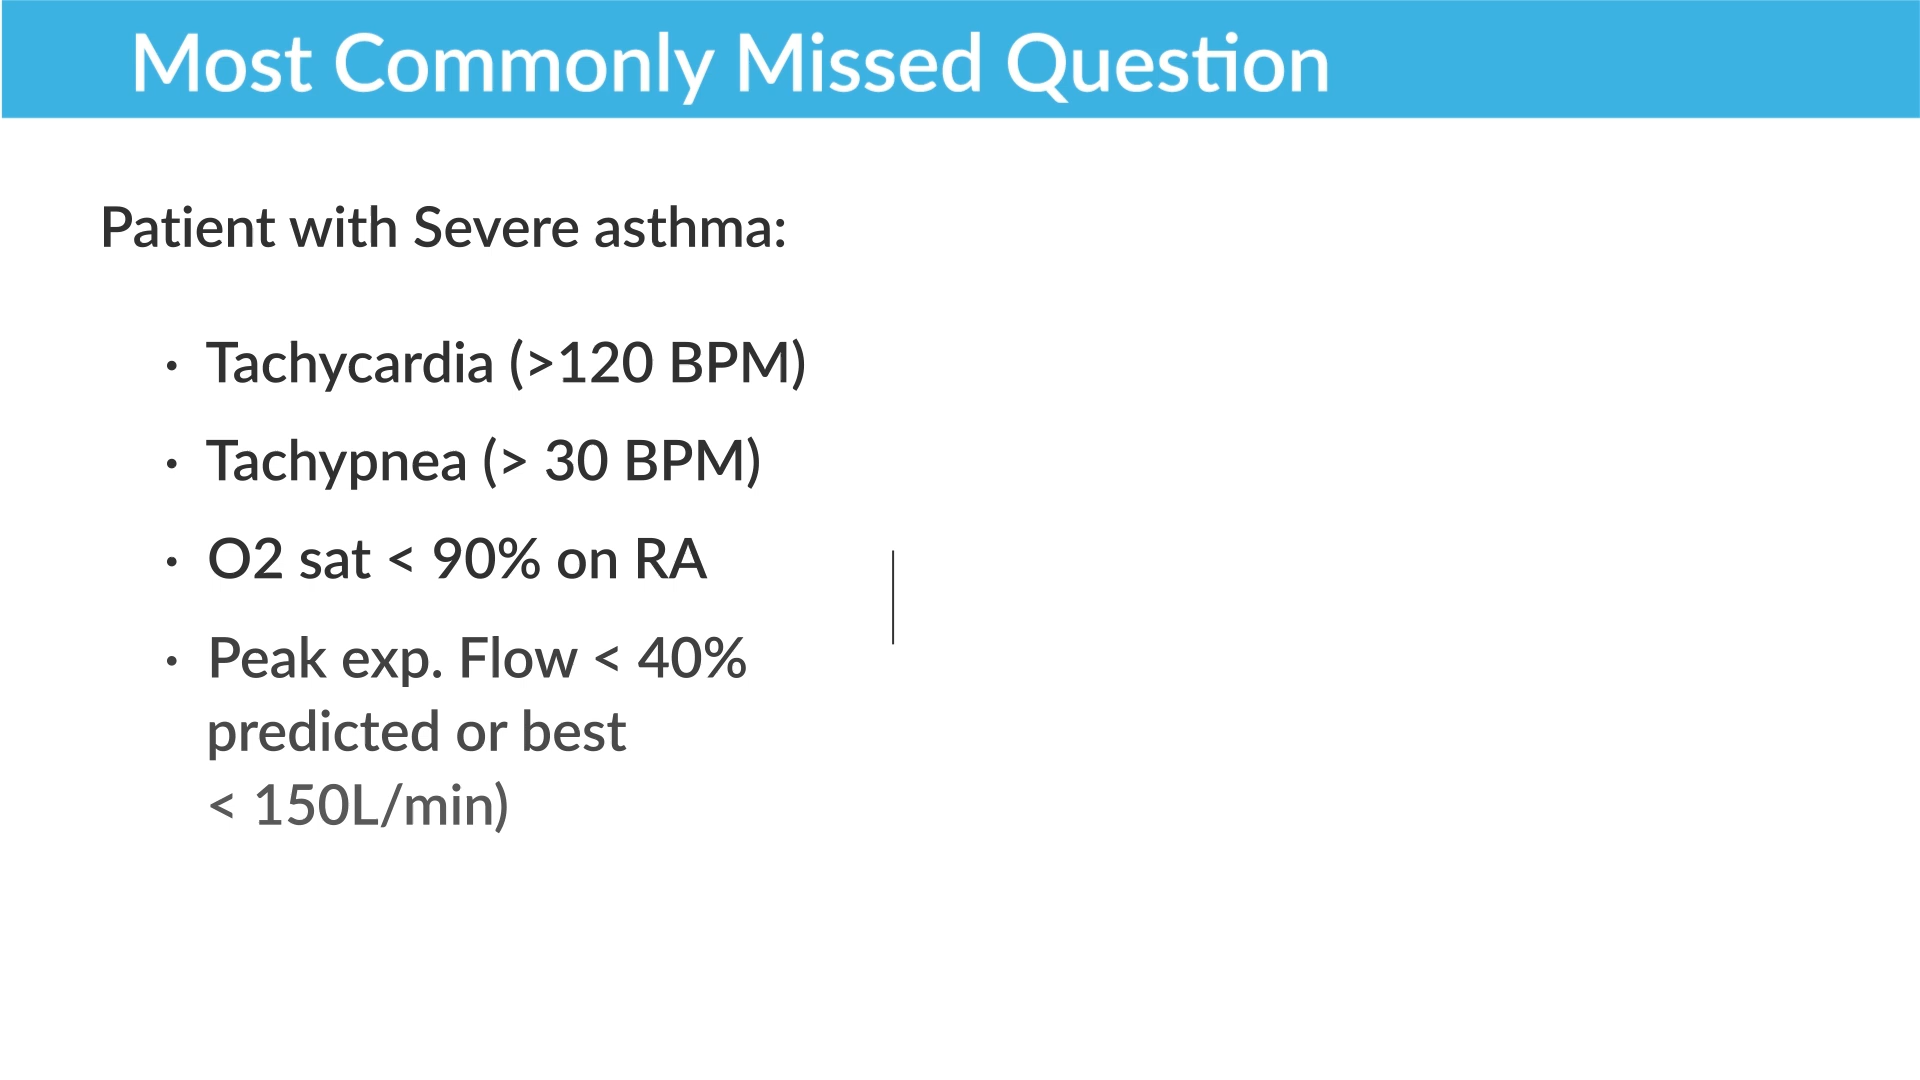 Most Commonly Missed Question
Patient with Severe asthma:
· Tachycardia (>120 BPM)
· Tachypnea (> 30 BPM)
· O2 sat < 90% on RA
· Peak exp. Flow < 40%
predicted or best
< 150L/min)